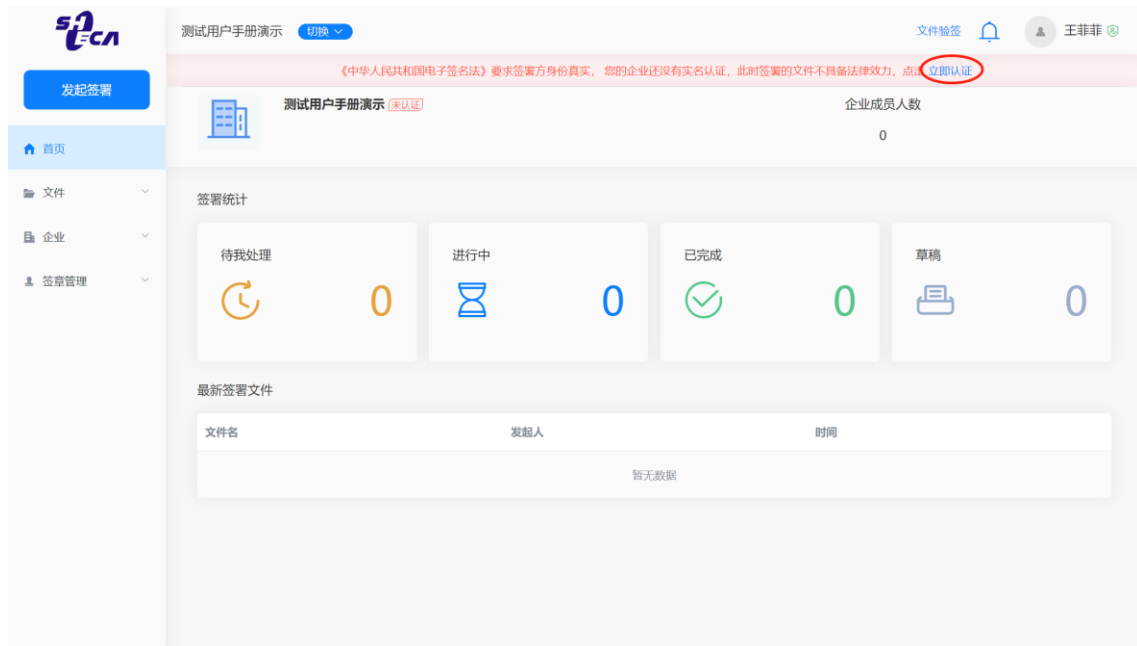 SHECA
测试用户手册演示 切换 文件验签 王菲菲
《中华人民共和国电子签名法》要求签署方身份真实, 您的企业还没有实名认证, 此时签署的文件不具备法律效力, 点击 立即认证
发起签署
测试用户手册演示 未认证 企业成员人数
0
首页
文件
企业
签章管理
签署统计
待我处理 进行中 已完成 草稿
0 0 0 0
最新签署文件
文件名 发起人 时间
暂无数据